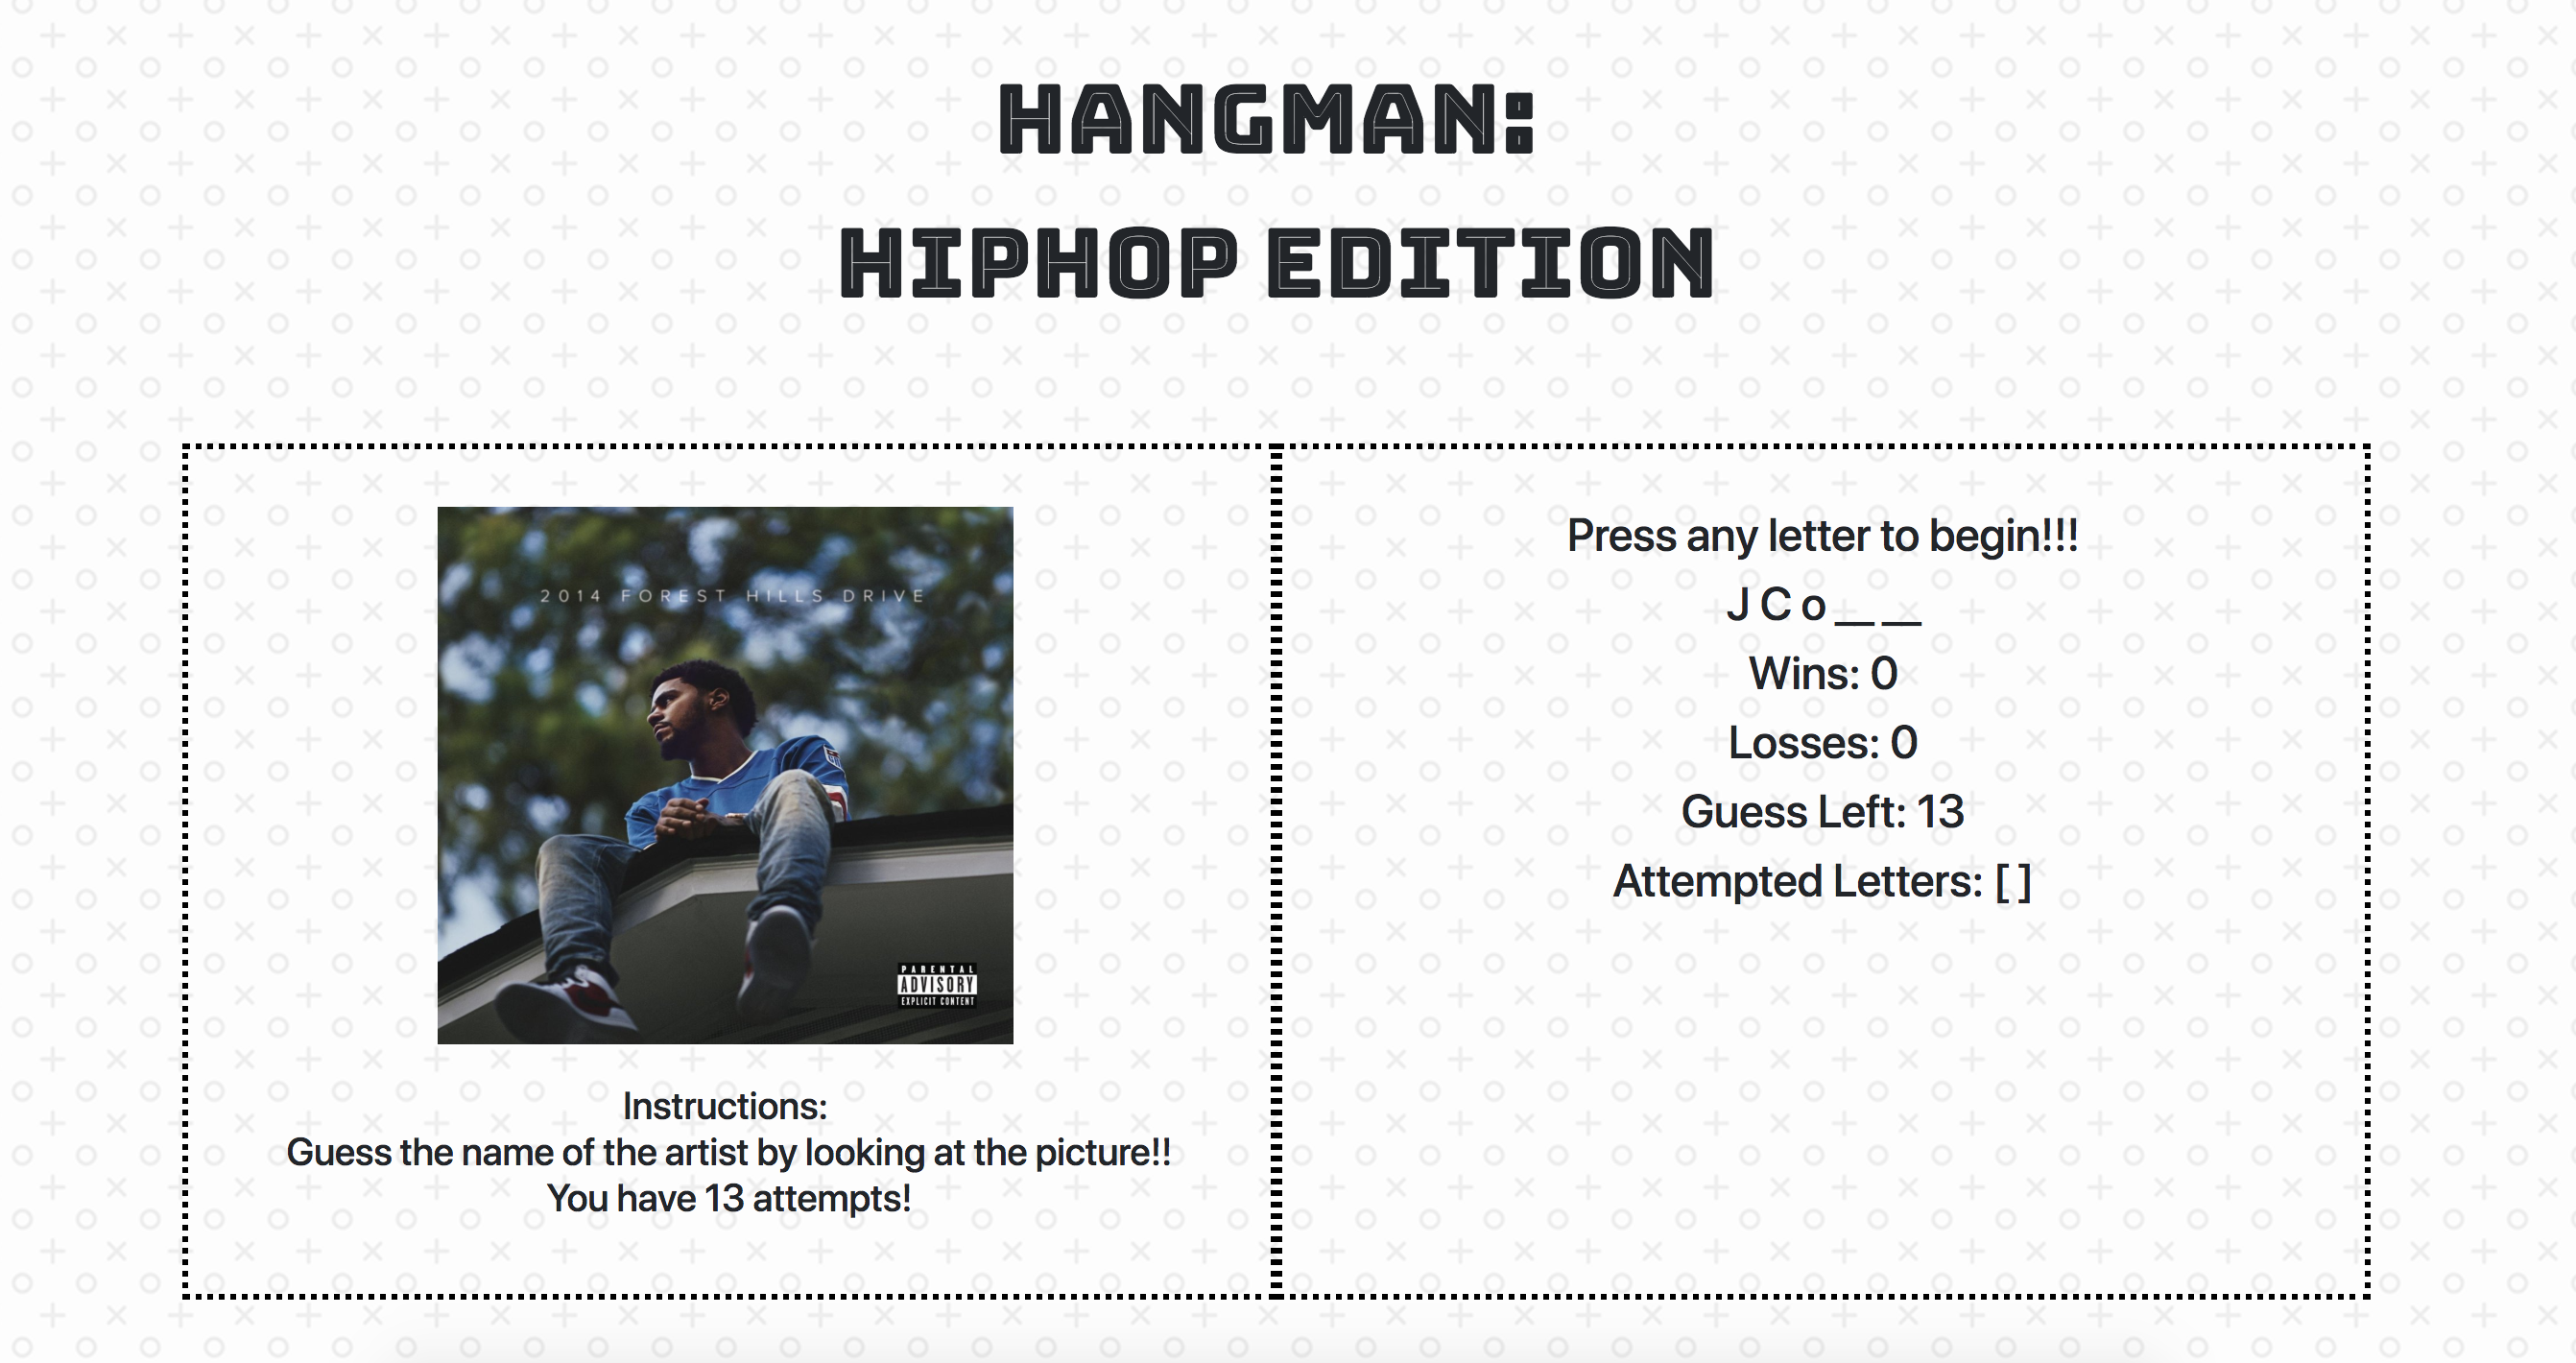 HANGMAN:
HIPHOP EDITION
2014 FOREST HILLS DRIVE
PARENTAL
ADVISORY
EXPLICIT CONTENT
Instructions:
Guess the name of the artist by looking at the picture!!
You have 13 attempts!
Press any letter to begin!!!
J C o __ __
Wins: 0
Losses: 0
Guess Left: 13
Attempted Letters: [ ]